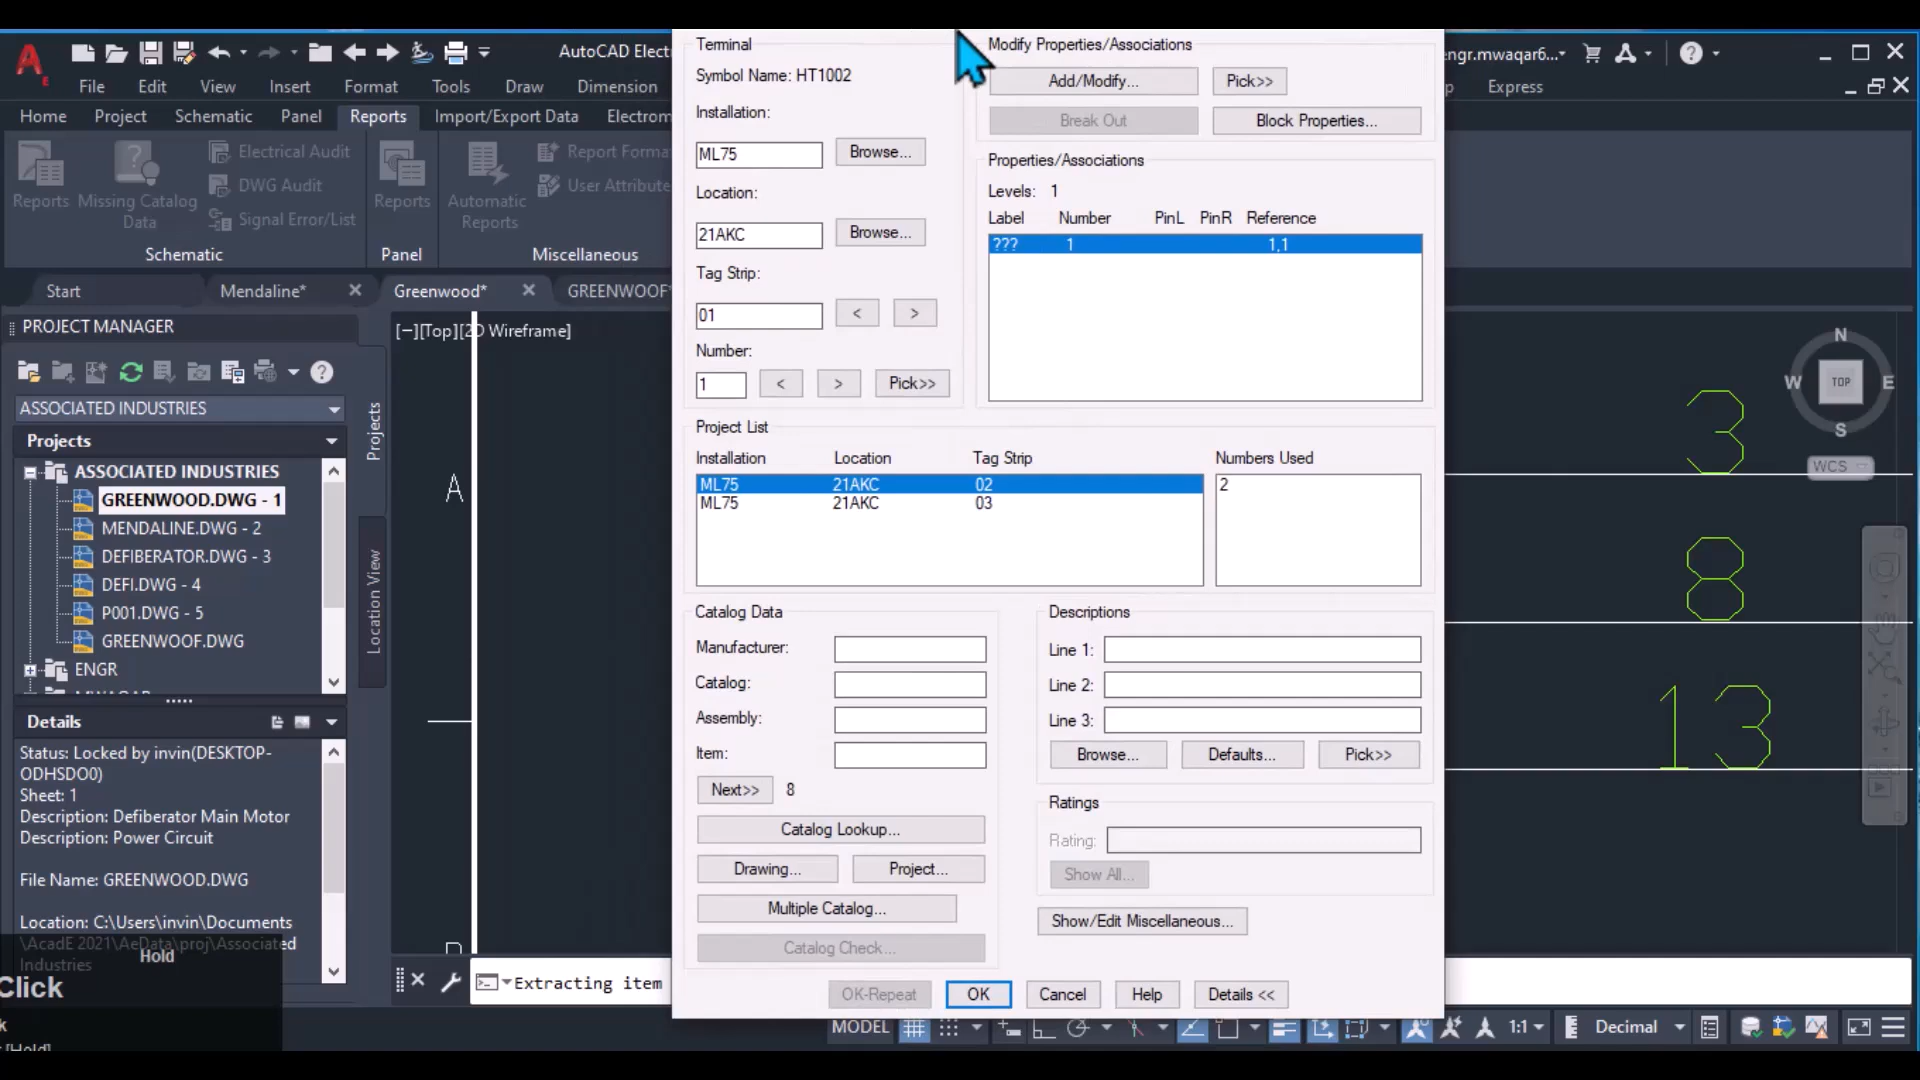 AutoCAD Elect
engr.mwaqar6...
File Edit View Insert Format Tools Draw Dimension
Express
Home Project Schematic Panel Reports Import/Export Data Electrom
Reports
Missing Catalog Data
Electrical Audit
DWG Audit
Signal Error/List
Schematic
Reports
Panel
Automatic Reports
Report Forma
User Attribute
Miscellaneous
Start Mendaline* Greenwood* GREENWOOF*
PROJECT MANAGER
ASSOCIATED INDUSTRIES
Projects
ASSOCIATED INDUSTRIES
GREENWOOD.DWG - 1
MENDALINE.DWG - 2
DEFIBERATOR.DWG - 3
DEFI.DWG - 4
P001.DWG - 5
GREENWOOF.DWG
ENGR
Projects
Location View
Details
Status: Locked by invin(DESKTOP-
ODHSDO0)
Sheet: 1
Description: Defiberator Main Motor
Description: Power Circuit
File Name: GREENWOOD.DWG
Location: C:\Users\invin\Documents
\AcadE 2021\AeData\proj\Associated
Industries
Hold
Click
[Hold]
[−][Top][2D Wireframe]
A
Terminal
Symbol Name: HT1002
Installation:
ML75 Browse...
Location:
21AKC Browse...
Tag Strip:
01 < >
Number:
1 < > Pick>>
Modify Properties/Associations
Add/Modify... Pick>>
Break Out Block Properties...
Properties/Associations
Levels: 1
Label Number PinL PinR Reference
??? 1 1,1
Project List
Installation Location Tag Strip Numbers Used
ML75 21AKC 02 2
ML75 21AKC 03
Catalog Data
Manufacturer:
Catalog:
Assembly:
Item:
Next>> 8
Catalog Lookup...
Drawing... Project...
Multiple Catalog...
Catalog Check...
Descriptions
Line 1:
Line 2:
Line 3:
Browse... Defaults... Pick>>
Ratings
Rating:
Show All...
Show/Edit Miscellaneous...
OK-Repeat OK Cancel Help Details <<
Extracting item
3
8
13
N
W TOP E
S
WCS
MODEL 1:1 Decimal